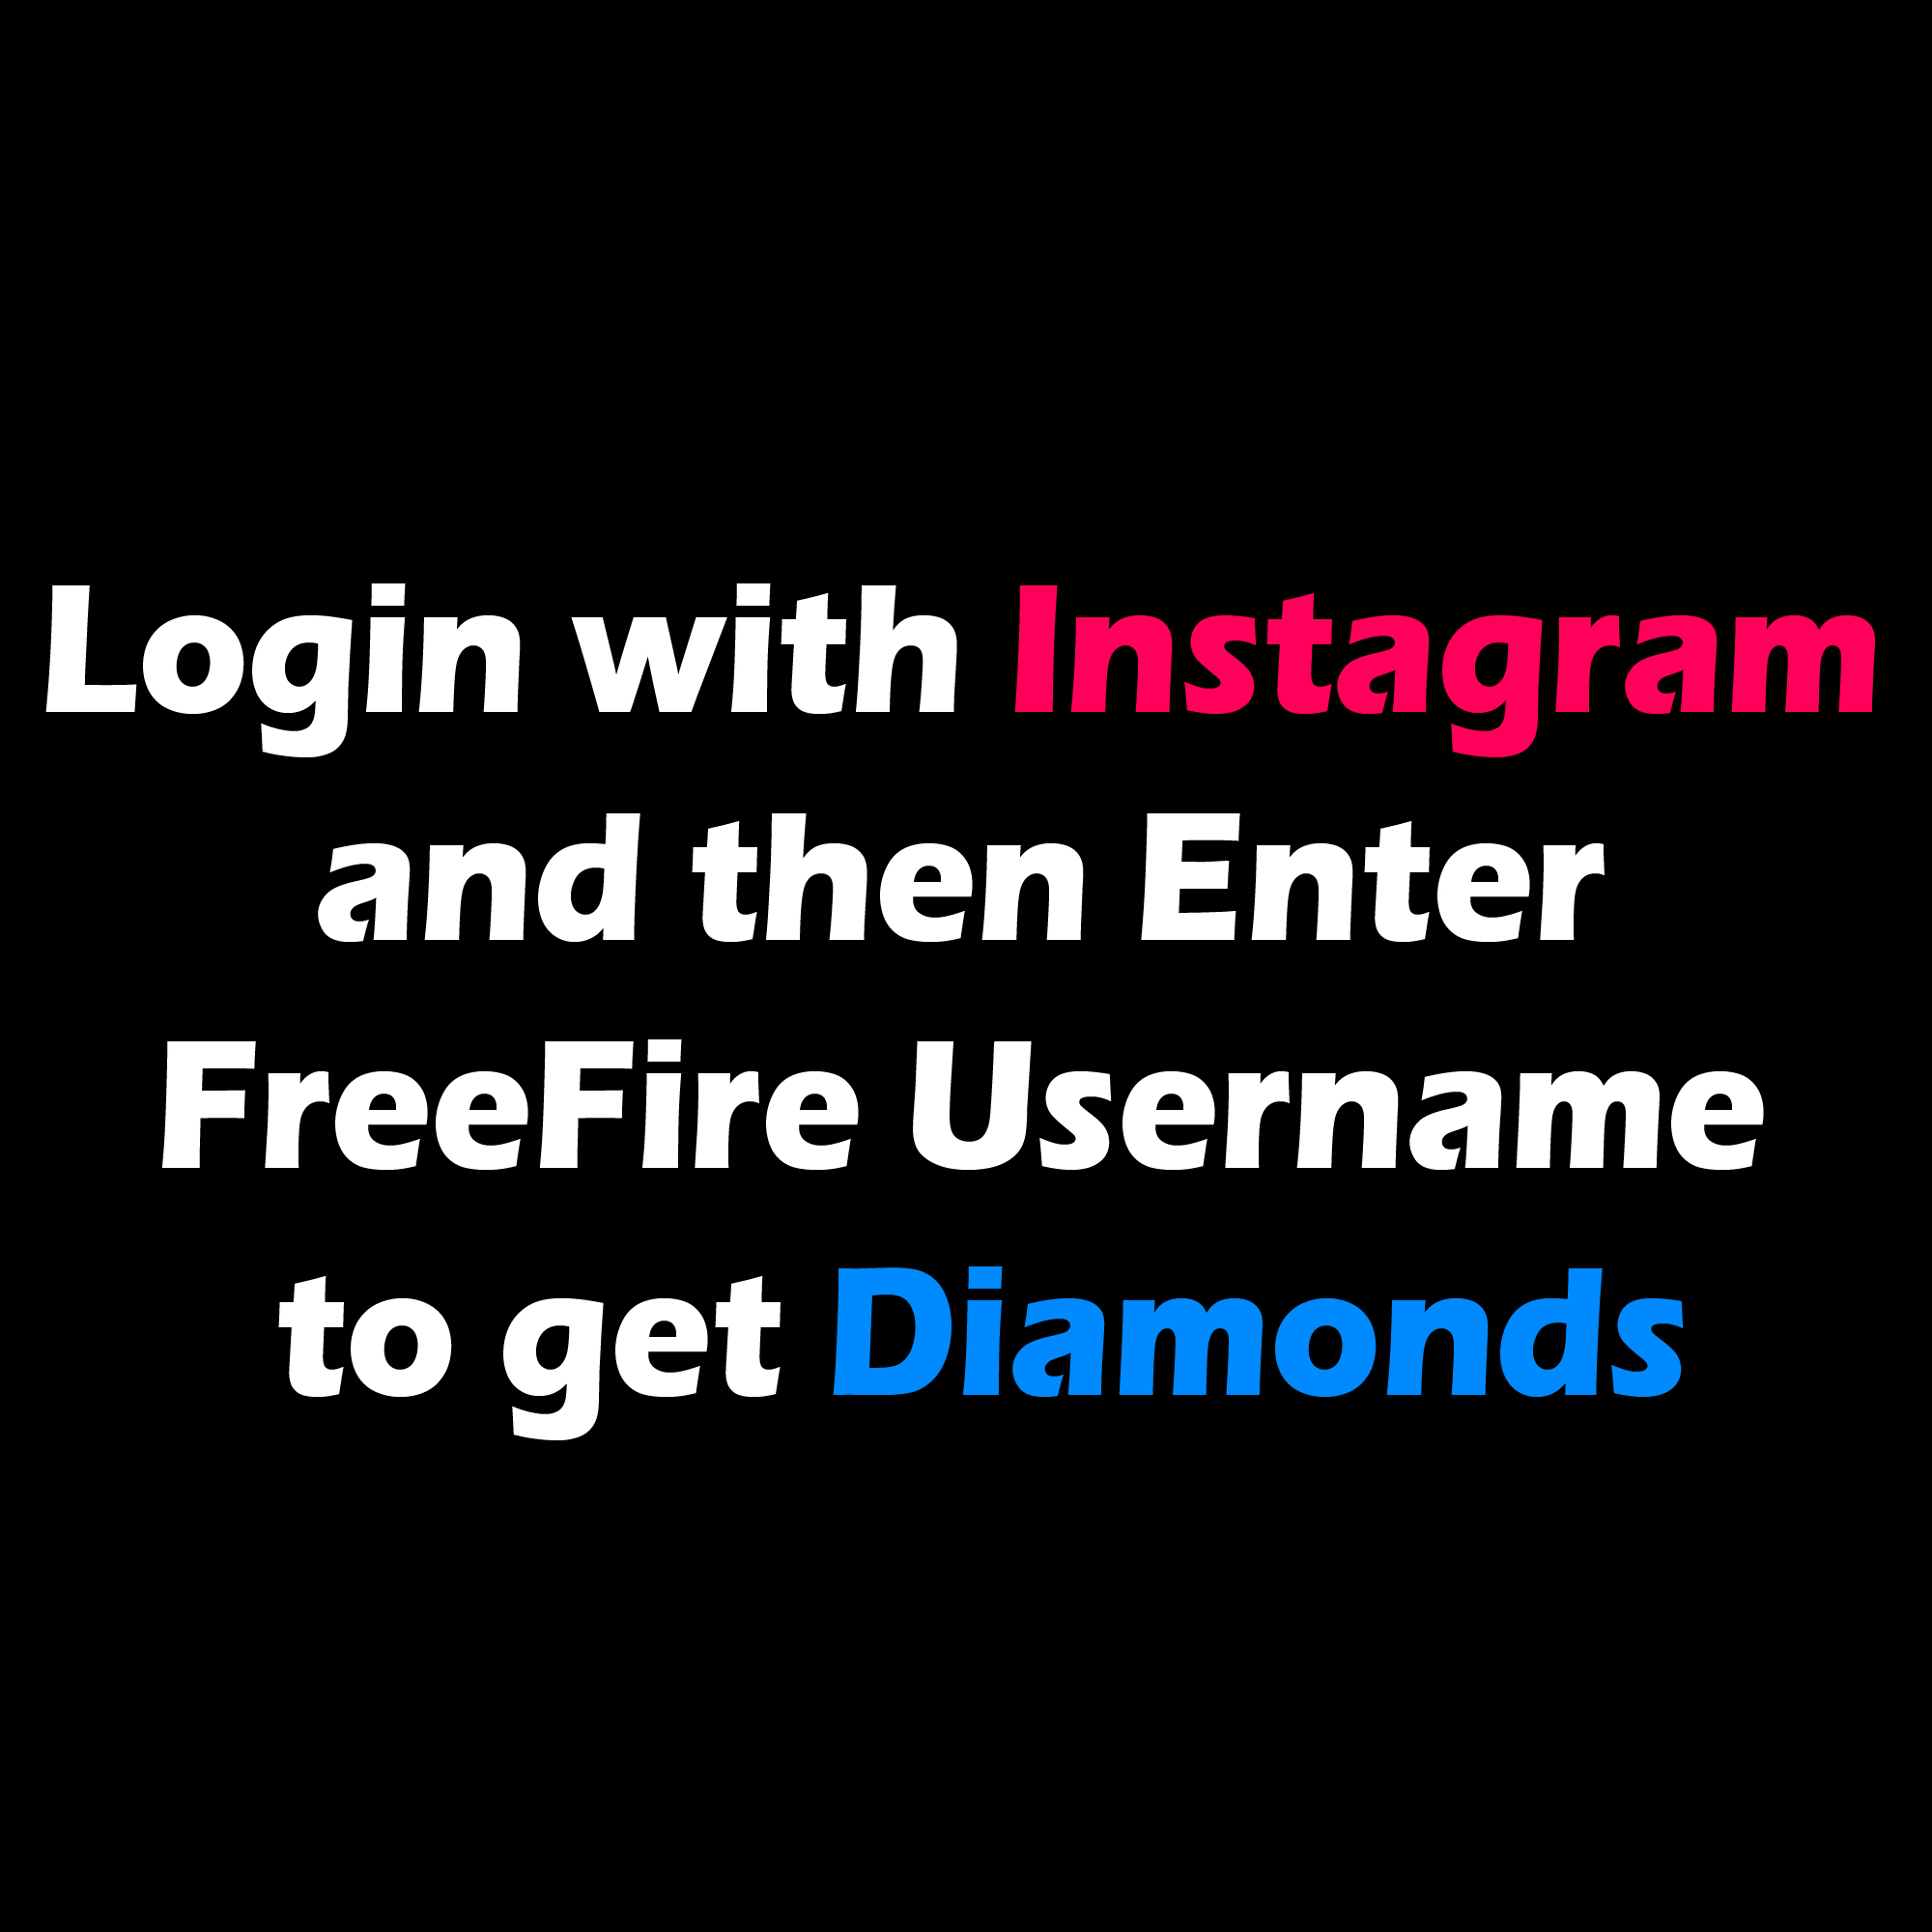 Login with Instagram
and then Enter
FreeFire Username
to get Diamonds